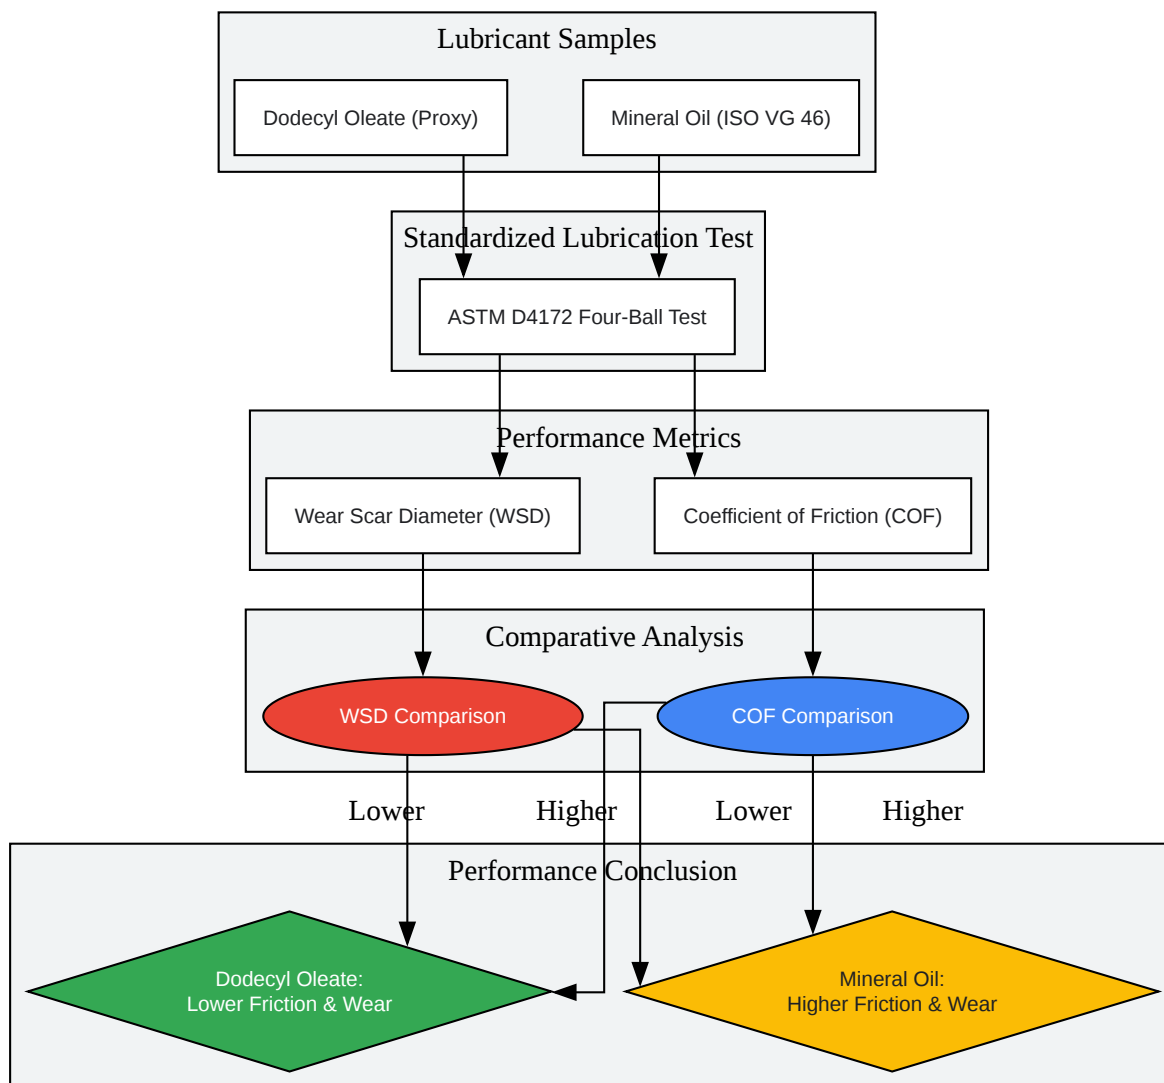 Lubricant Samples
Dodecyl Oleate (Proxy)
Mineral Oil (ISO VG 46)
Standardized Lubrication Test
ASTM D4172 Four-Ball Test
Performance Metrics
Wear Scar Diameter (WSD)
Coefficient of Friction (COF)
Comparative Analysis
WSD Comparison
COF Comparison
Lower
Higher
Lower
Higher
Performance Conclusion
Dodecyl Oleate:
Lower Friction & Wear
Mineral Oil:
Higher Friction & Wear